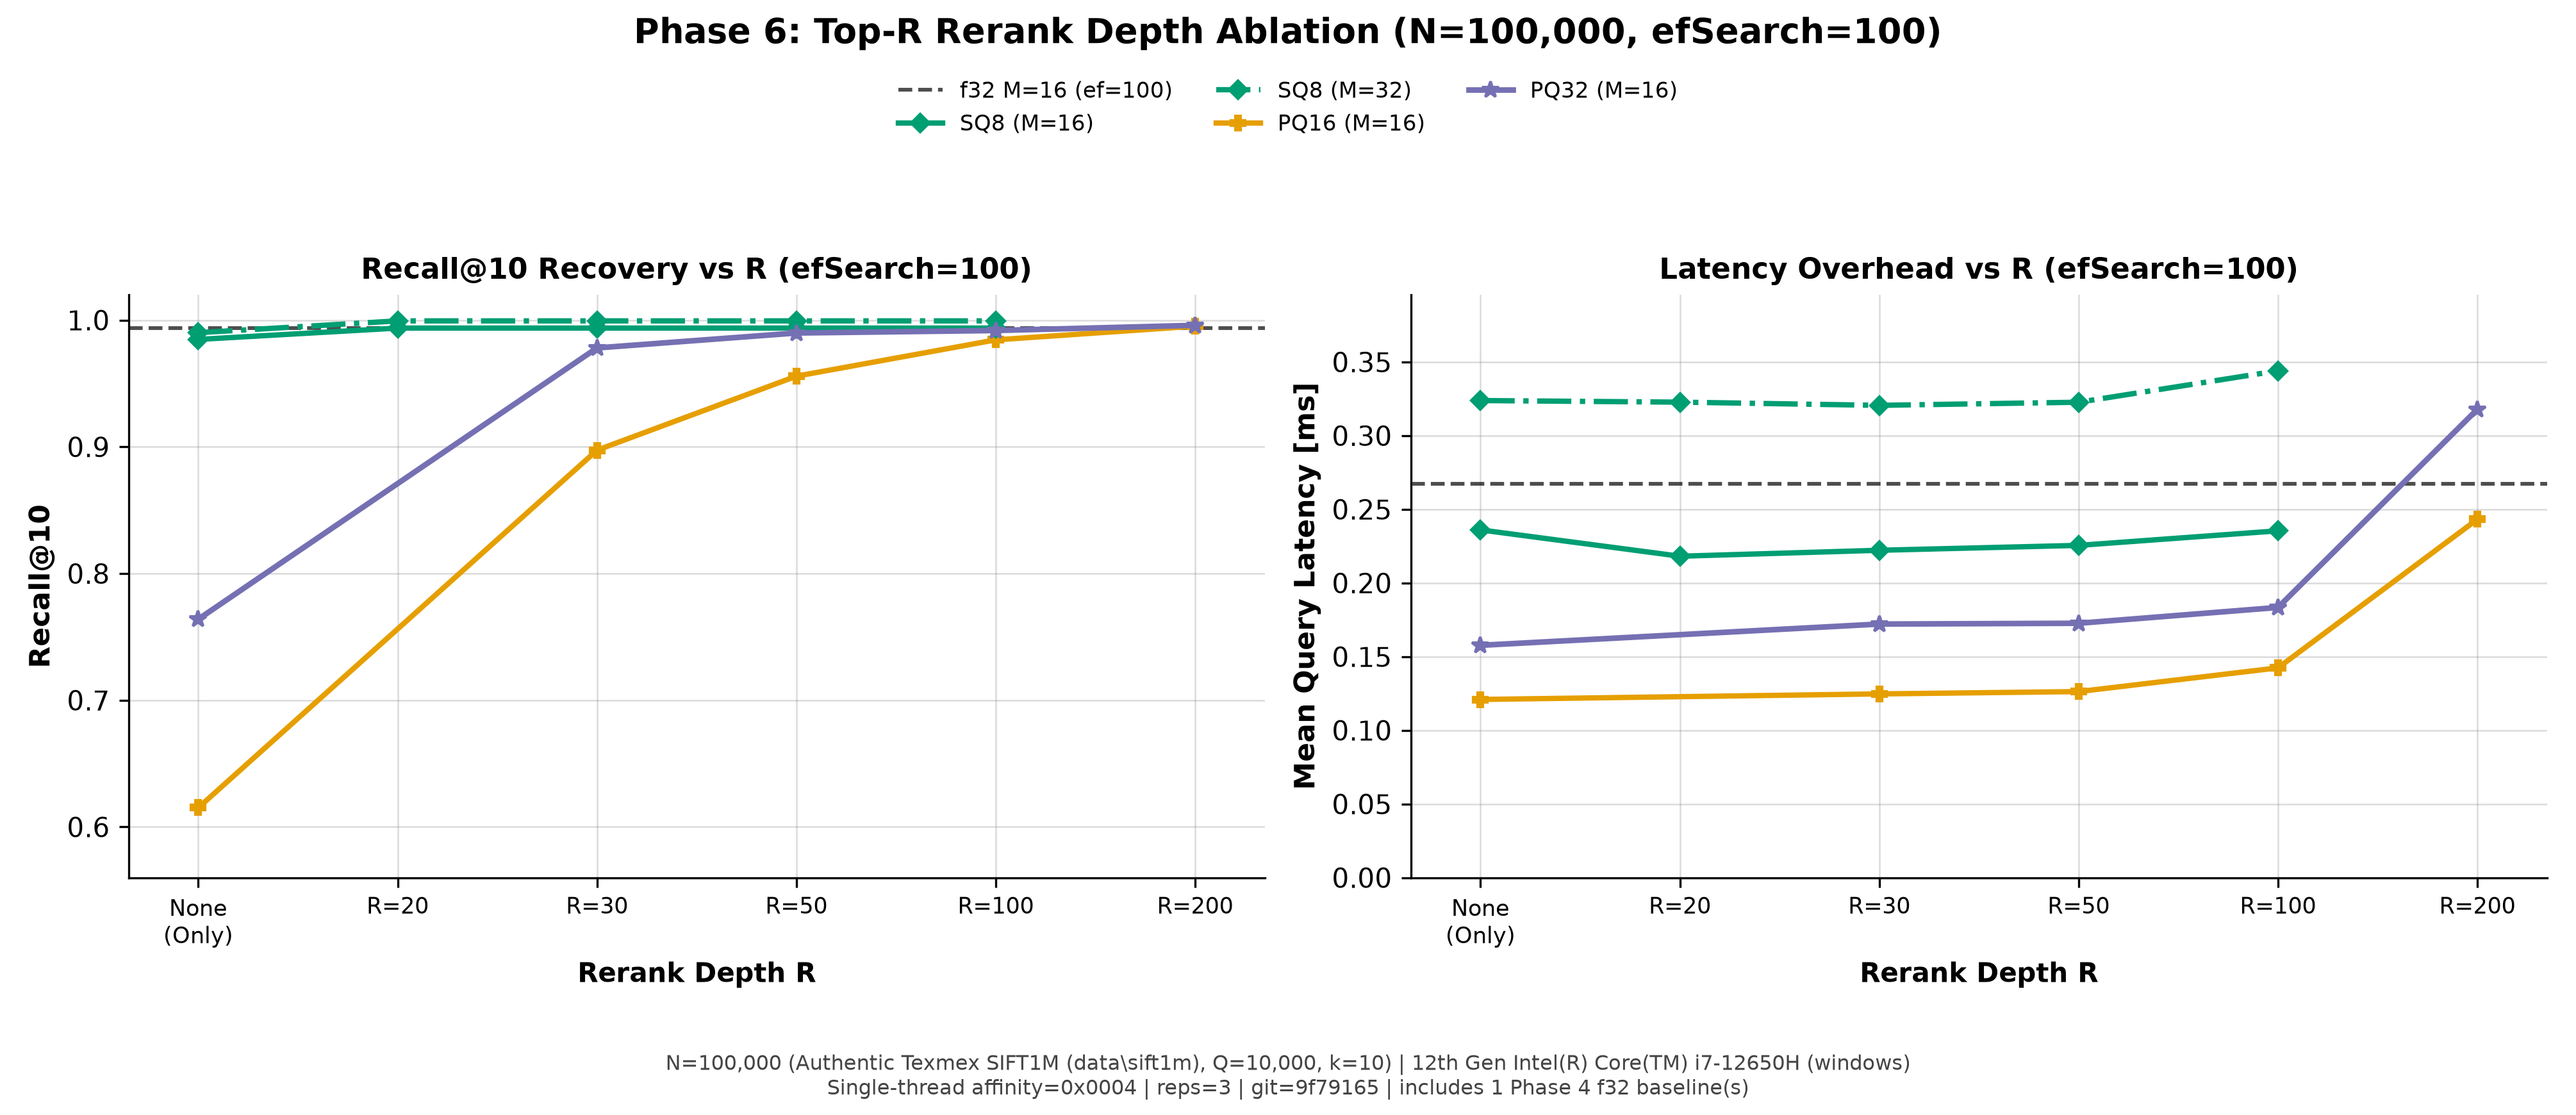 Phase 6: Top-R Rerank Depth Ablation (N=100,000, efSearch=100)
f32 M=16 (ef=100)
SQ8 (M=16)
SQ8 (M=32)
PQ16 (M=16)
PQ32 (M=16)
Recall@10 Recovery vs R (efSearch=100)
Recall@10
1.0
0.9
0.8
0.7
0.6
None
(Only)
R=20
R=30
R=50
R=100
R=200
Rerank Depth R
Latency Overhead vs R (efSearch=100)
Mean Query Latency [ms]
0.35
0.30
0.25
0.20
0.15
0.10
0.05
0.00
None
(Only)
R=20
R=30
R=50
R=100
R=200
Rerank Depth R
N=100,000 (Authentic Texmex SIFT1M (data\sift1m), Q=10,000, k=10) | 12th Gen Intel(R) Core(TM) i7-12650H (windows)
Single-thread affinity=0x0004 | reps=3 | git=9f79165 | includes 1 Phase 4 f32 baseline(s)